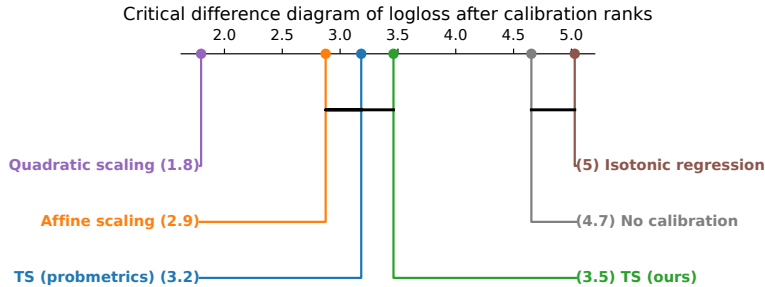 Critical difference diagram of logloss after calibration ranks
2.0 2.5 3.0 3.5 4.0 4.5 5.0
Quadratic scaling (1.8) (5) Isotonic regression
Affine scaling (2.9) (4.7) No calibration
TS (probmetrics) (3.2) (3.5) TS (ours)